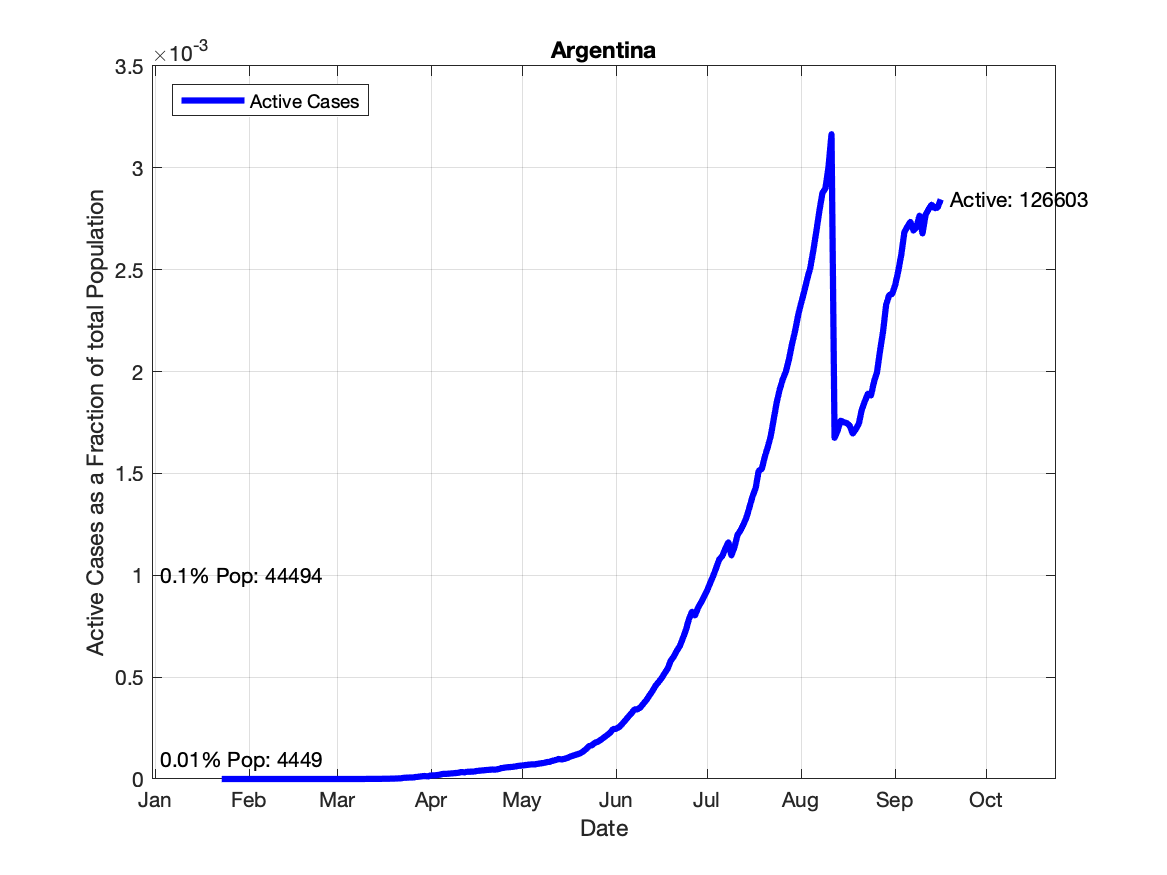 Argentina
×10-3
3.5
3
2.5
2
1.5
1
0.5
0
Active Cases as a Fraction of total Population
Active Cases
Active: 126603
0.1% Pop: 44494
0.01% Pop: 4449
Jan Feb Mar Apr May Jun Jul Aug Sep Oct
Date